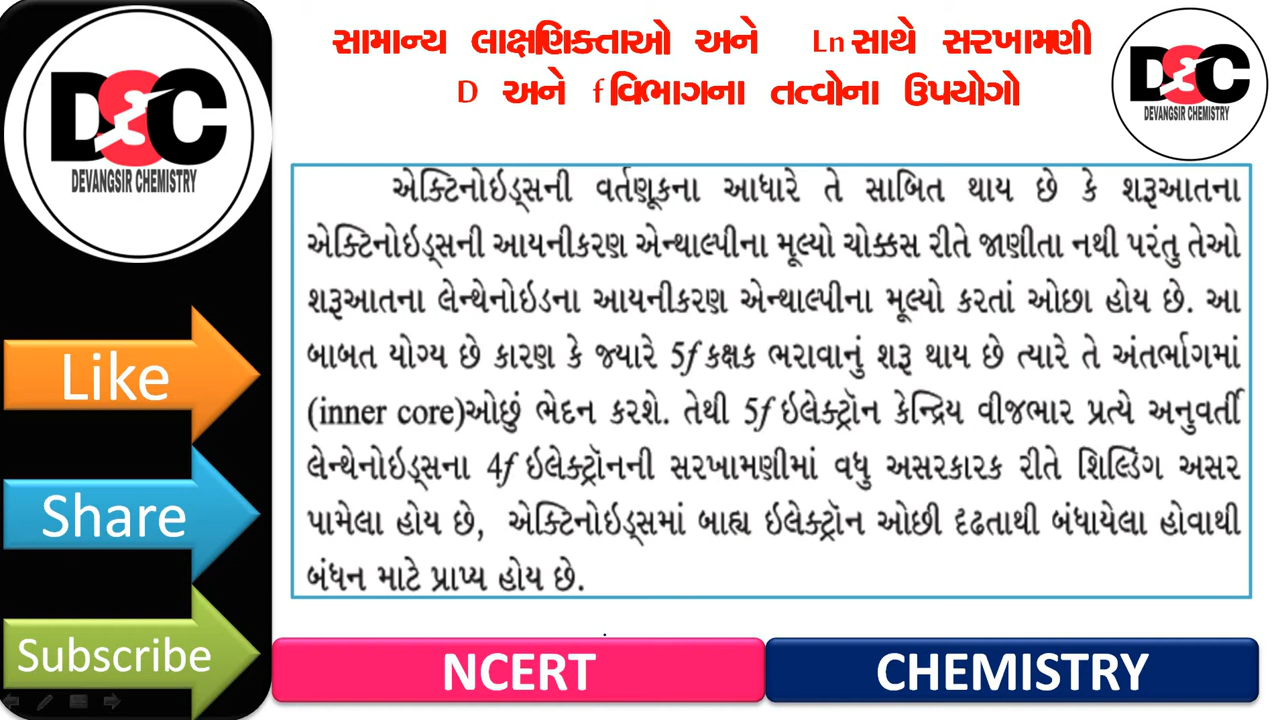 DEC
DEVANGSIR CHEMISTRY
સામાન્ય લાક્ષણિકતાઓ અને Ln સાથે સરખામણી
D અને f વિભાગના તત્વોના ઉપયોગો
DEC
DEVANGSIR CHEMISTRY
એક્ટિનોઇડ્સની વર્તણૂકના આધારે તે સાબિત થાય છે કે શરૂઆતના
એક્ટિનોઇડ્સની આયનીકરણ એન્થાલ્પીના મૂલ્યો ચોક્કસ રીતે જાણીતા નથી પરંતુ તેઓ
શરૂઆતના લેન્થેનોઇડના આયનીકરણ એન્થાલ્પીના મૂલ્યો કરતાં ઓછા હોય છે. આ
બાબત યોગ્ય છે કારણ કે જ્યારે 5f કક્ષક ભરાવાનું શરૂ થાય છે ત્યારે તે અંતર્ભાગમાં
(inner core)ઓછું ભેદન કરશે. તેથી 5f ઇલેક્ટ્રૉન કેન્દ્રિય વીજભાર પ્રત્યે અનુવર્તી
લેન્થેનોઇડ્સના 4f ઇલેક્ટ્રૉનની સરખામણીમાં વધુ અસરકારક રીતે શિલ્ડિંગ અસર
પામેલા હોય છે, એક્ટિનોઇડ્સમાં બાહ્ય ઇલેક્ટ્રૉન ઓછી દઢતાથી બંધાયેલા હોવાથી
બંધન માટે પ્રાપ્ય હોય છે.
Like
Share
Subscribe
NCERT
CHEMISTRY